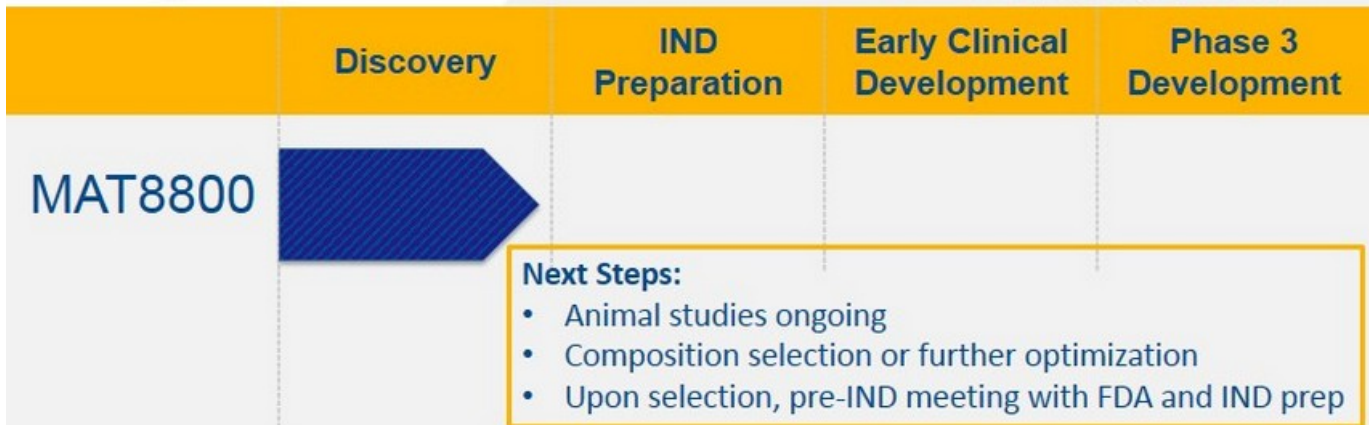 Discovery
IND
Preparation
Early Clinical
Development
Phase 3
Development
MAT8800
Next Steps:
• Animal studies ongoing
• Composition selection or further optimization
• Upon selection, pre-IND meeting with FDA and IND prep